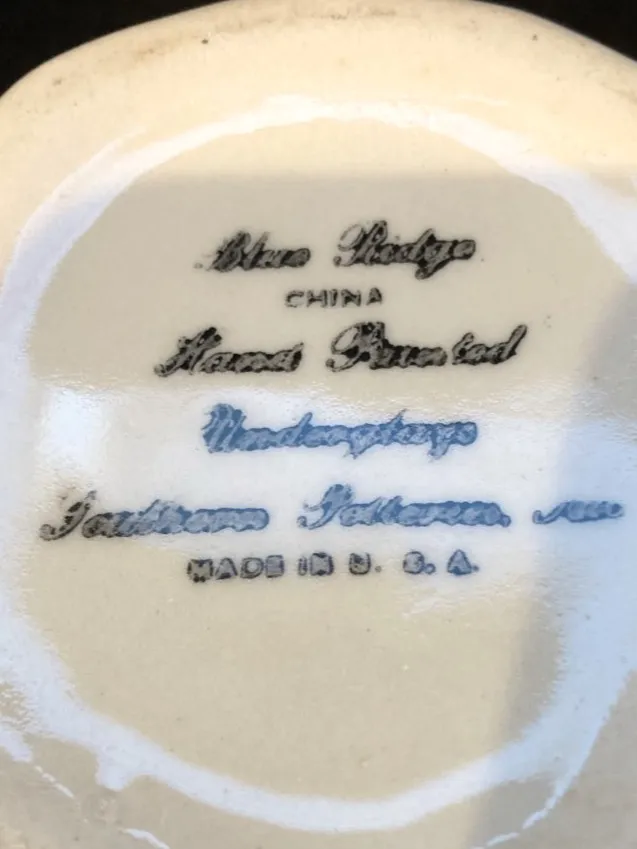 Blue Ridge
CHINA
Hand Painted
Underglaze
Southern Potteries, Inc
MADE IN U. S. A.